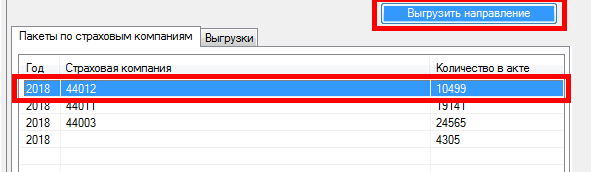 Выгрузить направление
Пакеты по страховым компаниям Выгрузки
Год Страховая компания Количество в акте
2018 44012 10499
2018 44011 19141
2018 44003 24565
2018 4305